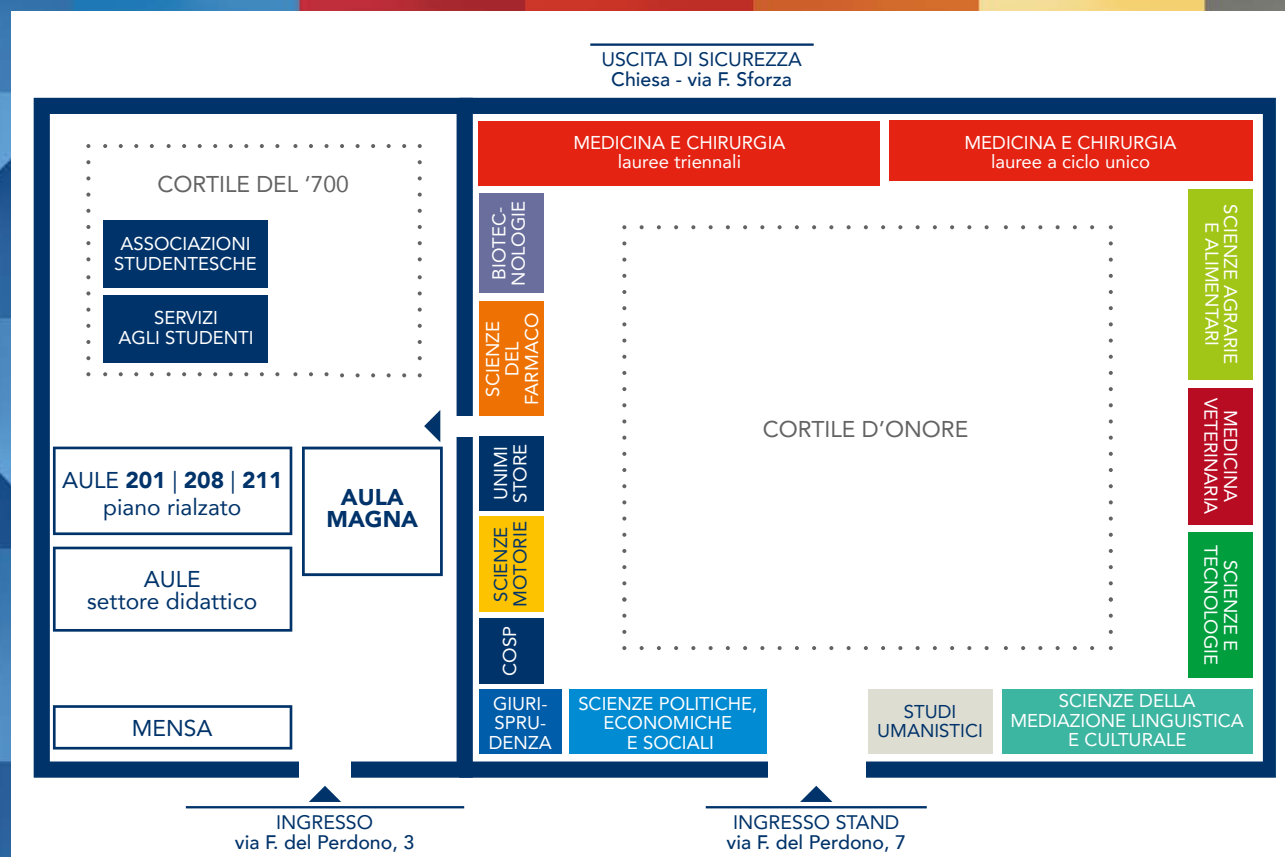 USCITA DI SICUREZZA
Chiesa - via F. Sforza
CORTILE DEL '700
ASSOCIAZIONI
STUDENTESCHE
SERVIZI
AGLI STUDENTI
AULE 201 | 208 | 211
piano rialzato
AULA
MAGNA
AULE
settore didattico
MENSA
MEDICINA E CHIRURGIA
lauree triennali
MEDICINA E CHIRURGIA
lauree a ciclo unico
BIOTEC-
NOLOGIE
SCIENZE
DEL
FARMACO
UNIMI
STORE
SCIENZE
MOTORIE
COSP
CORTILE D'ONORE
SCIENZE AGRARIE
E ALIMENTARI
MEDICINA
VETERINARIA
SCIENZE E
TECNOLOGIE
GIURI-
SPRU-
DENZA
SCIENZE POLITICHE,
ECONOMICHE
E SOCIALI
STUDI
UMANISTICI
SCIENZE DELLA
MEDIAZIONE LINGUISTICA
E CULTURALE
INGRESSO
via F. del Perdono, 3
INGRESSO STAND
via F. del Perdono, 7